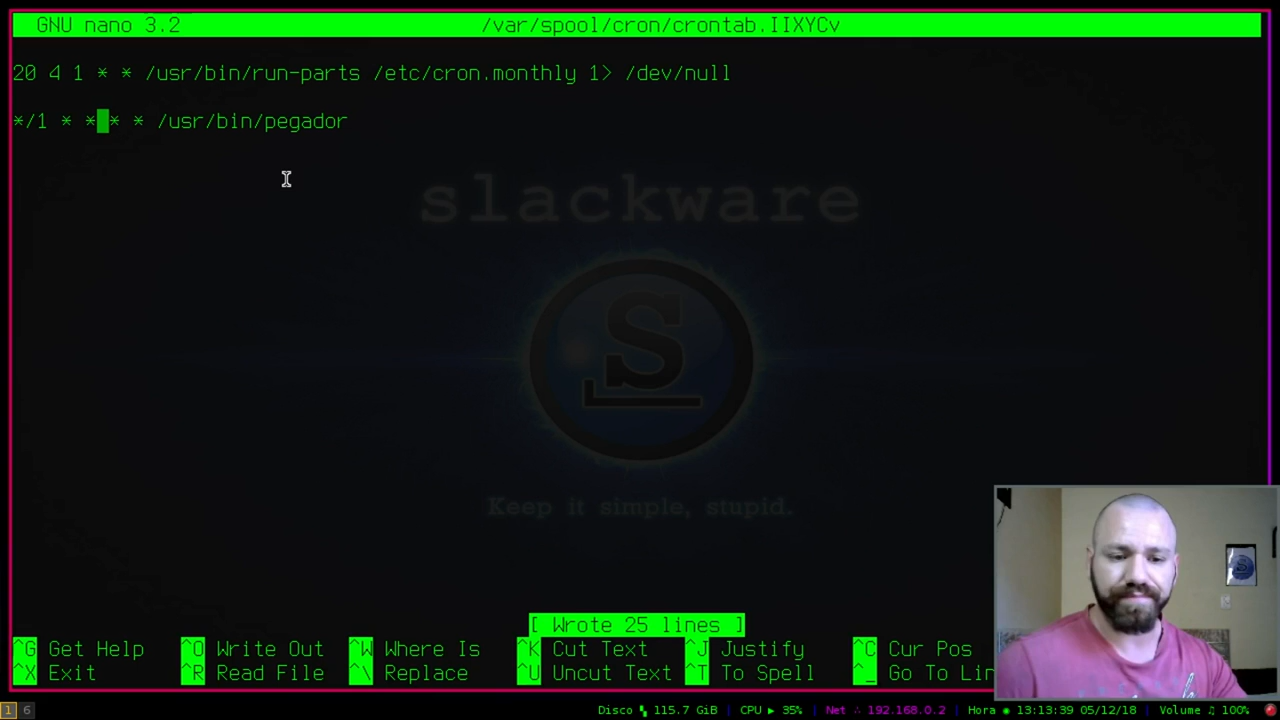 GNU nano 3.2 /var/spool/cron/crontab.IIXYCv
20 4 1 * * /usr/bin/run-parts /etc/cron.monthly 1> /dev/null
*/1 * * * * /usr/bin/pegador
slackware
S
Keep it simple, stupid.
[ Wrote 25 lines ]
^G Get Help ^O Write Out ^W Where Is ^K Cut Text ^J Justify ^C Cur Pos
^X Exit ^R Read File ^\ Replace ^U Uncut Text ^T To Spell ^_ Go To Lin
1 6 Disco 115.7 GiB | CPU ▶ 35% | Net ∴ 192.168.0.2 | Hora ◉ 13:13:39 05/12/18 | Volume ♫ 100%